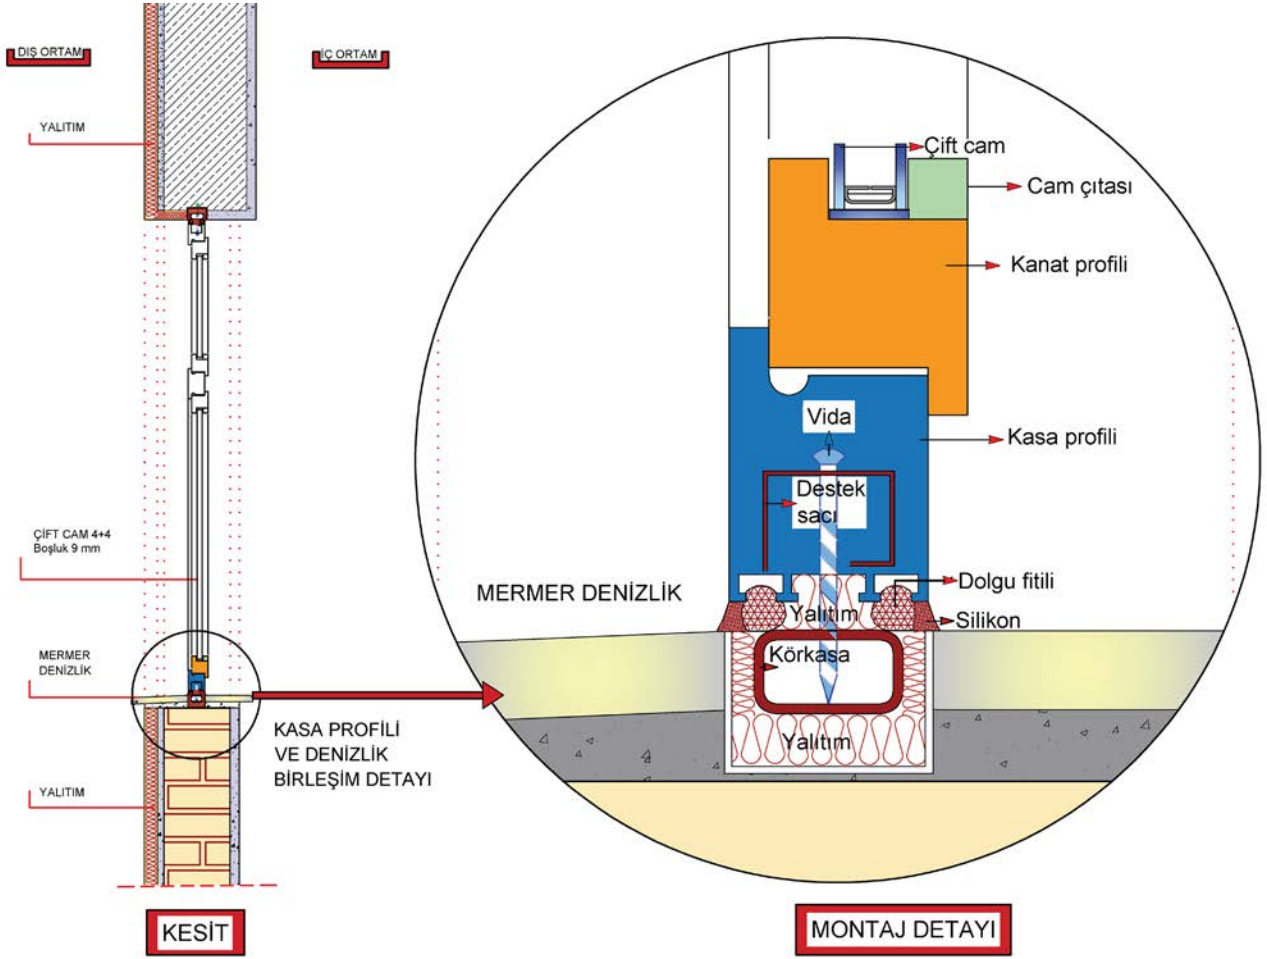 DIŞ ORTAM
İÇ ORTAM
YALITIM
ÇİFT CAM 4+4
Boşluk 9 mm
MERMER
DENİZLİK
YALITIM
KASA PROFİLİ
VE DENİZLİK
BİRLEŞİM DETAYI
KESİT
Çift cam
Cam çıtası
Kanat profili
Vida
Kasa profili
Destek
sacı
MERMER DENİZLİK
Dolgu fitili
Yalıtım
Silikon
Körkasa
Yalıtım
MONTAJ DETAYI